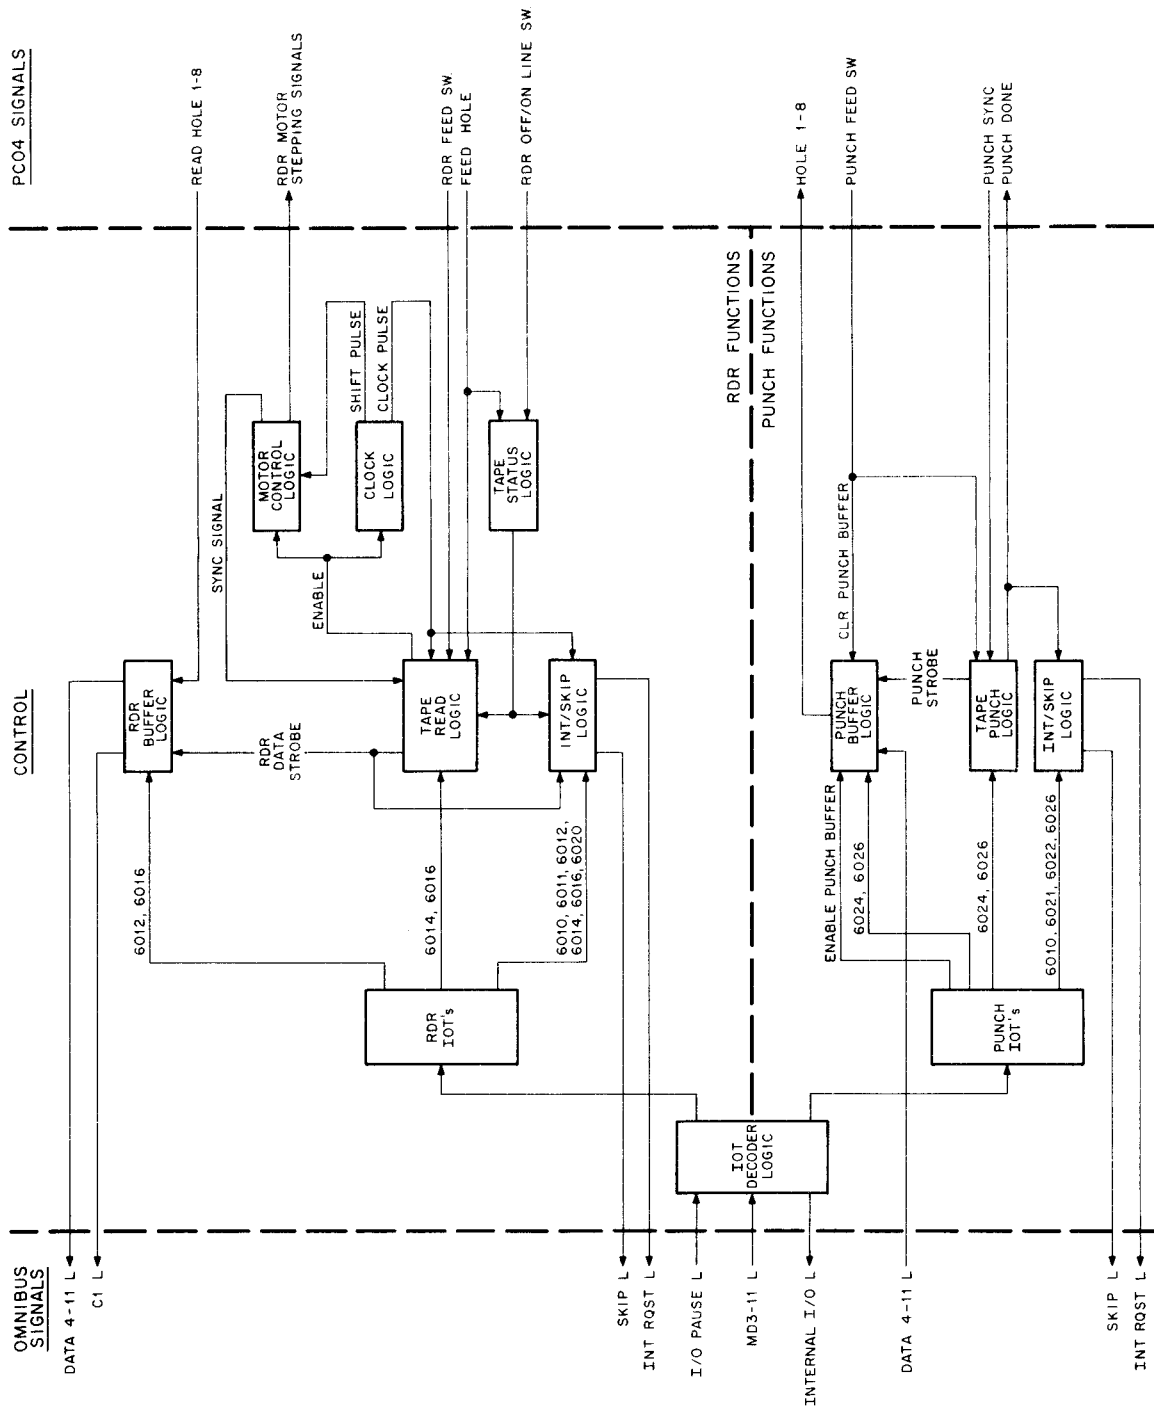 OMNIBUS
SIGNALS
CONTROL
PC04 SIGNALS
DATA 4-11 L
C1 L
RDR
BUFFER
LOGIC
READ HOLE 1-8
SYNC SIGNAL
MOTOR
CONTROL
LOGIC
RDR MOTOR
STEPPING SIGNALS
6012, 6016
RDR
DATA
STROBE
ENABLE
SHIFT PULSE
CLOCK
LOGIC
CLOCK PULSE
RDR
IOT's
6014, 6016
TAPE
READ
LOGIC
RDR FEED SW.
FEED HOLE
TAPE
STATUS
LOGIC
RDR OFF/ON LINE SW.
6010, 6011, 6012,
6014, 6016, 6020
INT/SKIP
LOGIC
SKIP L
INT RQST L
I/O PAUSE L
MD3-11 L
INTERNAL I/O L
IOT
DECODER
LOGIC
RDR FUNCTIONS
PUNCH FUNCTIONS
HOLE 1-8
ENABLE PUNCH BUFFER
PUNCH
BUFFER
LOGIC
CLR PUNCH BUFFER
PUNCH FEED SW
6024, 6026
DATA 4-11 L
PUNCH
STROBE
PUNCH
IOT's
6024, 6026
TAPE
PUNCH
LOGIC
PUNCH SYNC
PUNCH DONE
6010, 6021, 6022, 6026
INT/SKIP
LOGIC
SKIP L
INT RQST L